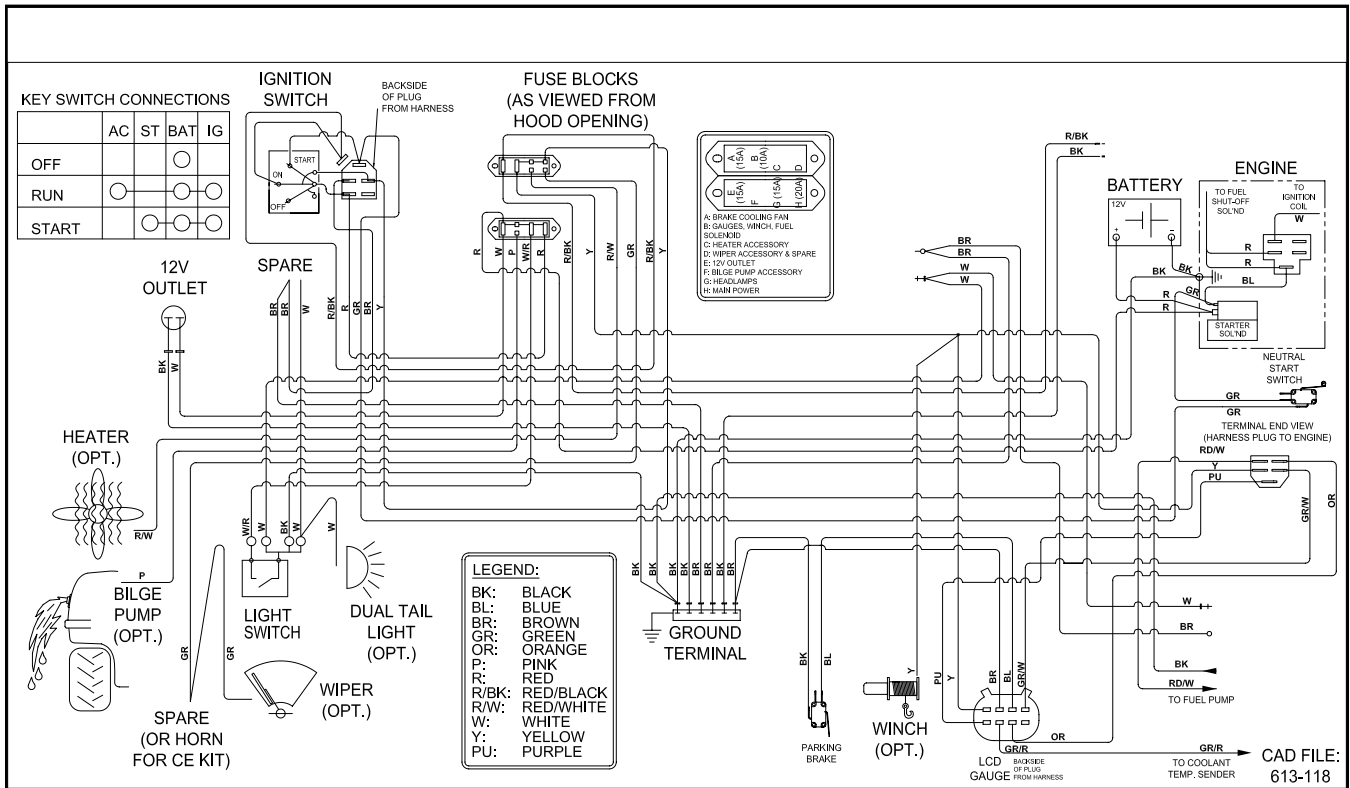 KEY SWITCH CONNECTIONS
AC ST BAT IG
OFF
RUN
START
IGNITION
SWITCH
BACKSIDE
OF PLUG
FROM HARNESS
START
ON
OFF
FUSE BLOCKS
(AS VIEWED FROM
HOOD OPENING)
A
(15A)
B
(10A)
C
D
E
(15A)
F
G (15A)
H (20A)
A: BRAKE COOLING FAN
B: GAUGES, WINCH, FUEL
SOLENOID
C: HEATER ACCESSORY
D: WIPER ACCESSORY & SPARE
E: 12V OUTLET
F: BILGE PUMP ACCESSORY
G: HEADLAMPS
H: MAIN POWER
R/BK
BK
BATTERY
12V
+
-
ENGINE
TO FUEL
SHUT-OFF
SOL'ND
TO
IGNITION
COIL
W
R
R
BL
BK
BK
GR
R
R
STARTER
SOL'ND
NEUTRAL
START
SWITCH
GR
GR
TERMINAL END VIEW
(HARNESS PLUG TO ENGINE)
RD/W
Y
PU
GR/W
OR
12V
OUTLET
BK
W
SPARE
BR
BR
W
R/BK
R
GR
BR
Y
R
W
P
W/R
R
R/BK
Y
R/W
GR
R/BK
Y
BR
BR
W
W
HEATER
(OPT.)
R/W
P
BILGE
PUMP
(OPT.)
W/R
W
BK
W
W
LIGHT
SWITCH
DUAL TAIL
LIGHT
(OPT.)
GR
GR
WIPER
(OPT.)
SPARE
(OR HORN
FOR CE KIT)
LEGEND:
BK: BLACK
BL: BLUE
BR: BROWN
GR: GREEN
OR: ORANGE
P: PINK
R: RED
R/BK: RED/BLACK
R/W: RED/WHITE
W: WHITE
Y: YELLOW
PU: PURPLE
BK
BK
BK
BR
BR
BK
BR
GROUND
TERMINAL
BK
BL
PARKING
BRAKE
Y
WINCH
(OPT.)
PU
Y
BR
BL
GR/W
LCD
GAUGE
BACKSIDE
OF PLUG
FROM HARNESS
OR
GR/R
GR/R
W
BR
BK
RD/W
TO FUEL PUMP
TO COOLANT
TEMP. SENDER
CAD FILE:
613-118